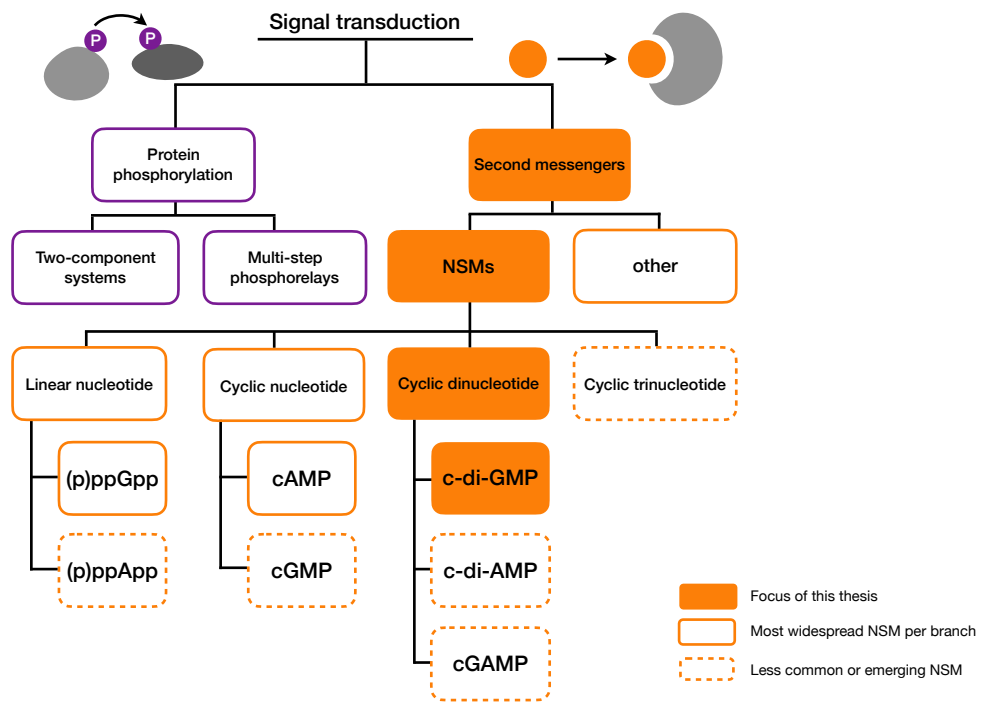 Signal transduction
P
P
Protein
phosphorylation
Second messengers
Two-component
systems
Multi-step
phosphorelays
NSMs
other
Linear nucleotide
Cyclic nucleotide
Cyclic dinucleotide
Cyclic trinucleotide
(p)ppGpp
cAMP
c-di-GMP
(p)ppApp
cGMP
c-di-AMP
cGAMP
Focus of this thesis
Most widespread NSM per branch
Less common or emerging NSM